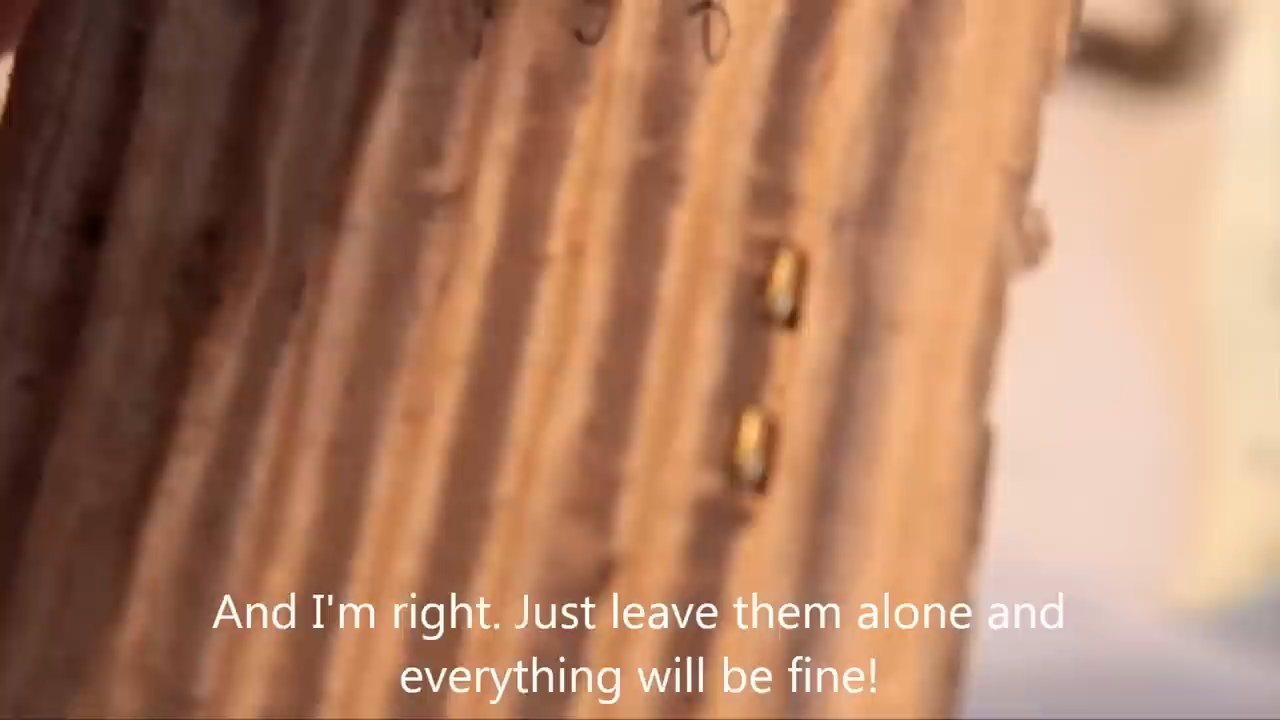 And I'm right. Just leave them alone and
everything will be fine!